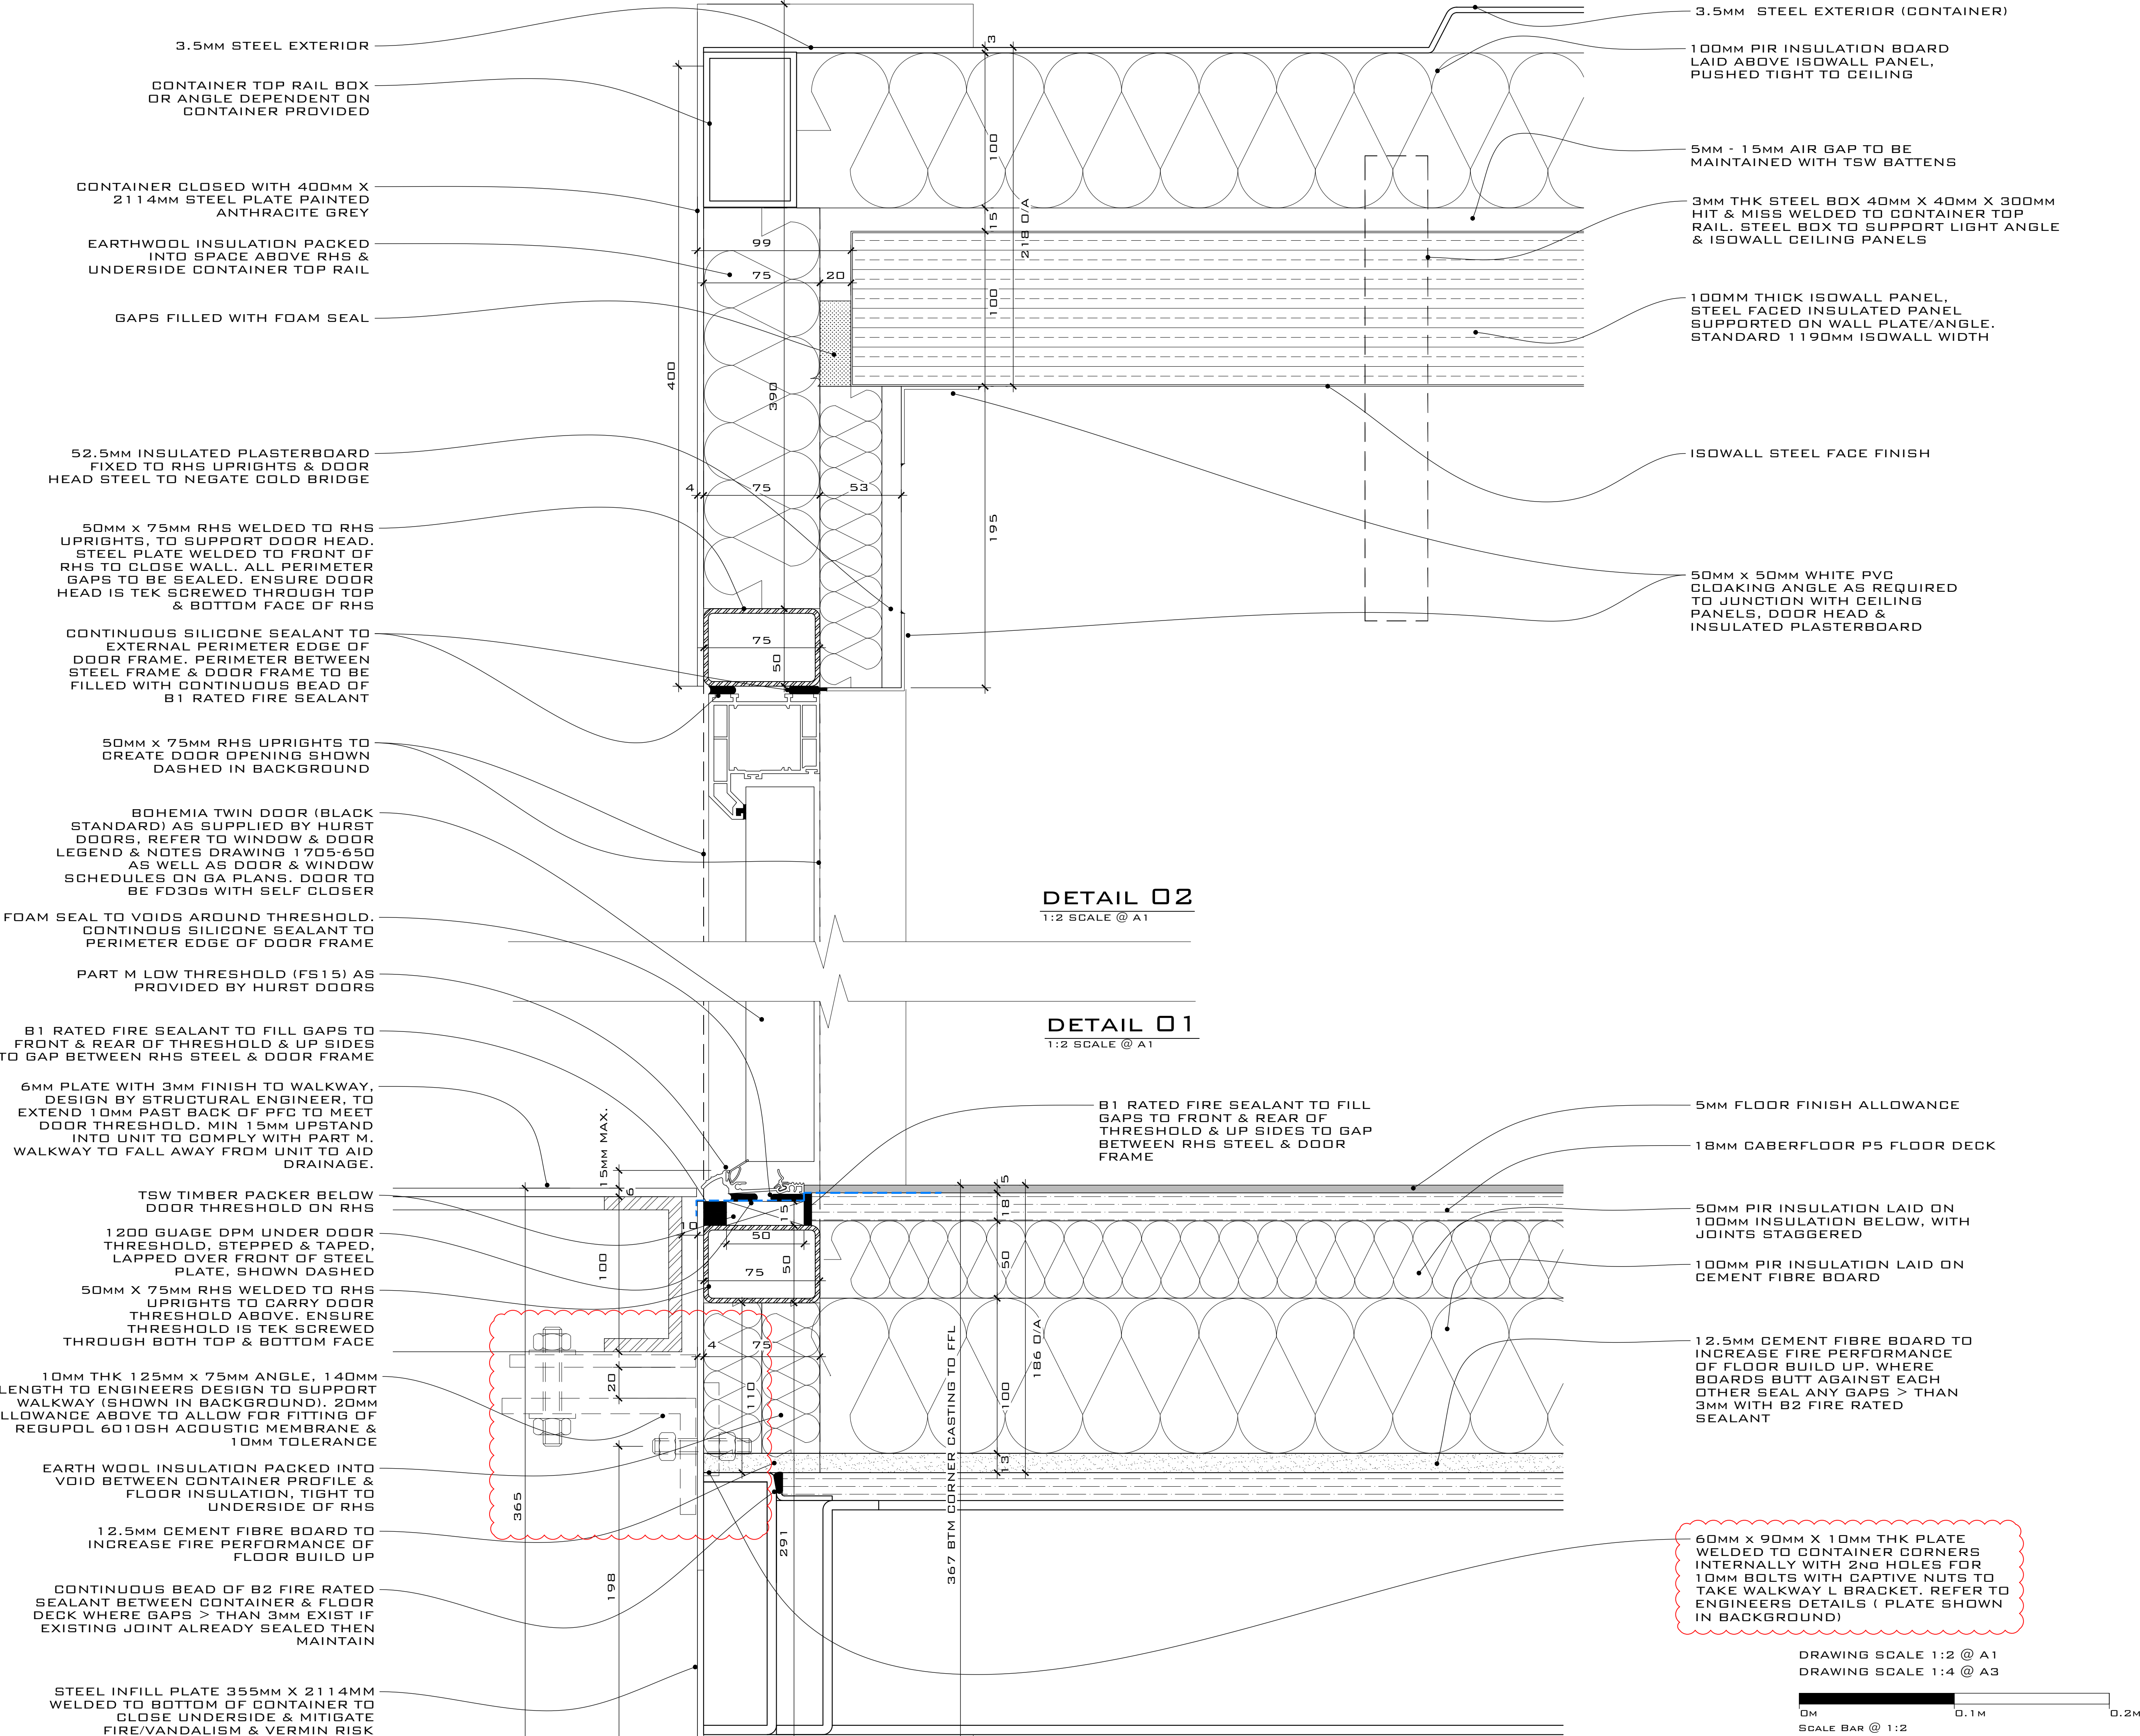 3.5MM STEEL EXTERIOR
CONTAINER TOP RAIL BOX
OR ANGLE DEPENDENT ON
CONTAINER PROVIDED
CONTAINER CLOSED WITH 400MM X
2114MM STEEL PLATE PAINTED
ANTHRACITE GREY
EARTHWOOL INSULATION PACKED
INTO SPACE ABOVE RHS &
UNDERSIDE CONTAINER TOP RAIL
GAPS FILLED WITH FOAM SEAL
52.5MM INSULATED PLASTERBOARD
FIXED TO RHS UPRIGHTS & DOOR
HEAD STEEL TO NEGATE COLD BRIDGE
50MM X 75MM RHS WELDED TO RHS
UPRIGHTS, TO SUPPORT DOOR HEAD.
STEEL PLATE WELDED TO FRONT OF
RHS TO CLOSE WALL. ALL PERIMETER
GAPS TO BE SEALED. ENSURE DOOR
HEAD IS TEK SCREWED THROUGH TOP
& BOTTOM FACE OF RHS
CONTINUOUS SILICONE SEALANT TO
EXTERNAL PERIMETER EDGE OF
DOOR FRAME. PERIMETER BETWEEN
STEEL FRAME & DOOR FRAME TO BE
FILLED WITH CONTINUOUS BEAD OF
B1 RATED FIRE SEALANT
50MM X 75MM RHS UPRIGHTS TO
CREATE DOOR OPENING SHOWN
DASHED IN BACKGROUND
BOHEMIA TWIN DOOR (BLACK
STANDARD) AS SUPPLIED BY HURST
DOORS, REFER TO WINDOW & DOOR
LEGEND & NOTES DRAWING 1705-650
AS WELL AS DOOR & WINDOW
SCHEDULES ON GA PLANS. DOOR TO
BE FD30S WITH SELF CLOSER
FOAM SEAL TO VOIDS AROUND THRESHOLD.
CONTINOUS SILICONE SEALANT TO
PERIMETER EDGE OF DOOR FRAME
PART M LOW THRESHOLD (FS15) AS
PROVIDED BY HURST DOORS
B1 RATED FIRE SEALANT TO FILL GAPS TO
FRONT & REAR OF THRESHOLD & UP SIDES
TO GAP BETWEEN RHS STEEL & DOOR FRAME
6MM PLATE WITH 3MM FINISH TO WALKWAY,
DESIGN BY STRUCTURAL ENGINEER, TO
EXTEND 10MM PAST BACK OF PFC TO MEET
DOOR THRESHOLD. MIN 15MM UPSTAND
INTO UNIT TO COMPLY WITH PART M.
WALKWAY TO FALL AWAY FROM UNIT TO AID
DRAINAGE.
TSW TIMBER PACKER BELOW
DOOR THRESHOLD ON RHS
1200 GUAGE DPM UNDER DOOR
THRESHOLD, STEPPED & TAPED,
LAPPED OVER FRONT OF STEEL
PLATE, SHOWN DASHED
50MM X 75MM RHS WELDED TO RHS
UPRIGHTS TO CARRY DOOR
THRESHOLD ABOVE. ENSURE
THRESHOLD IS TEK SCREWED
THROUGH BOTH TOP & BOTTOM FACE
10MM THK 125MM X 75MM ANGLE, 140MM
LENGTH TO ENGINEERS DESIGN TO SUPPORT
WALKWAY (SHOWN IN BACKGROUND). 20MM
LLOWANCE ABOVE TO ALLOW FOR FITTING OF
REGUPOL 6010SH ACOUSTIC MEMBRANE &
10MM TOLERANCE
EARTH WOOL INSULATION PACKED INTO
VOID BETWEEN CONTAINER PROFILE &
FLOOR INSULATION, TIGHT TO
UNDERSIDE OF RHS
12.5MM CEMENT FIBRE BOARD TO
INCREASE FIRE PERFORMANCE OF
FLOOR BUILD UP
CONTINUOUS BEAD OF B2 FIRE RATED
SEALANT BETWEEN CONTAINER & FLOOR
DECK WHERE GAPS > THAN 3MM EXIST IF
EXISTING JOINT ALREADY SEALED THEN
MAINTAIN
STEEL INFILL PLATE 355MM X 2114MM
WELDED TO BOTTOM OF CONTAINER TO
CLOSE UNDERSIDE & MITIGATE
FIRE/VANDALISM & VERMIN RISK
3
100
15
218 O/A
99
75
20
100
400
390
4
75
53
195
75
50
DETAIL 02
1:2 SCALE @ A1
DETAIL 01
1:2 SCALE @ A1
B1 RATED FIRE SEALANT TO FILL
GAPS TO FRONT & REAR OF
THRESHOLD & UP SIDES TO GAP
BETWEEN RHS STEEL & DOOR
FRAME
15MM MAX.
6
5
18
10
15
50
50
75
50
100
4
75
110
20
100
186 O/A
13
365
198
291
367 BTM CORNER CASTING TO FFL
3.5MM STEEL EXTERIOR (CONTAINER)
100MM PIR INSULATION BOARD
LAID ABOVE ISOWALL PANEL,
PUSHED TIGHT TO CEILING
5MM - 15MM AIR GAP TO BE
MAINTAINED WITH TSW BATTENS
3MM THK STEEL BOX 40MM X 40MM X 300MM
HIT & MISS WELDED TO CONTAINER TOP
RAIL. STEEL BOX TO SUPPORT LIGHT ANGLE
& ISOWALL CEILING PANELS
100MM THICK ISOWALL PANEL,
STEEL FACED INSULATED PANEL
SUPPORTED ON WALL PLATE/ANGLE.
STANDARD 1190MM ISOWALL WIDTH
ISOWALL STEEL FACE FINISH
50MM X 50MM WHITE PVC
CLOAKING ANGLE AS REQUIRED
TO JUNCTION WITH CEILING
PANELS, DOOR HEAD &
INSULATED PLASTERBOARD
5MM FLOOR FINISH ALLOWANCE
18MM CABERFLOOR P5 FLOOR DECK
50MM PIR INSULATION LAID ON
100MM INSULATION BELOW, WITH
JOINTS STAGGERED
100MM PIR INSULATION LAID ON
CEMENT FIBRE BOARD
12.5MM CEMENT FIBRE BOARD TO
INCREASE FIRE PERFORMANCE
OF FLOOR BUILD UP. WHERE
BOARDS BUTT AGAINST EACH
OTHER SEAL ANY GAPS > THAN
3MM WITH B2 FIRE RATED
SEALANT
60MM X 90MM X 10MM THK PLATE
WELDED TO CONTAINER CORNERS
INTERNALLY WITH 2NO HOLES FOR
10MM BOLTS WITH CAPTIVE NUTS TO
TAKE WALKWAY L BRACKET. REFER TO
ENGINEERS DETAILS ( PLATE SHOWN
IN BACKGROUND)
DRAWING SCALE 1:2 @ A1
DRAWING SCALE 1:4 @ A3
0M 0.1M 0.2M
SCALE BAR @ 1:2